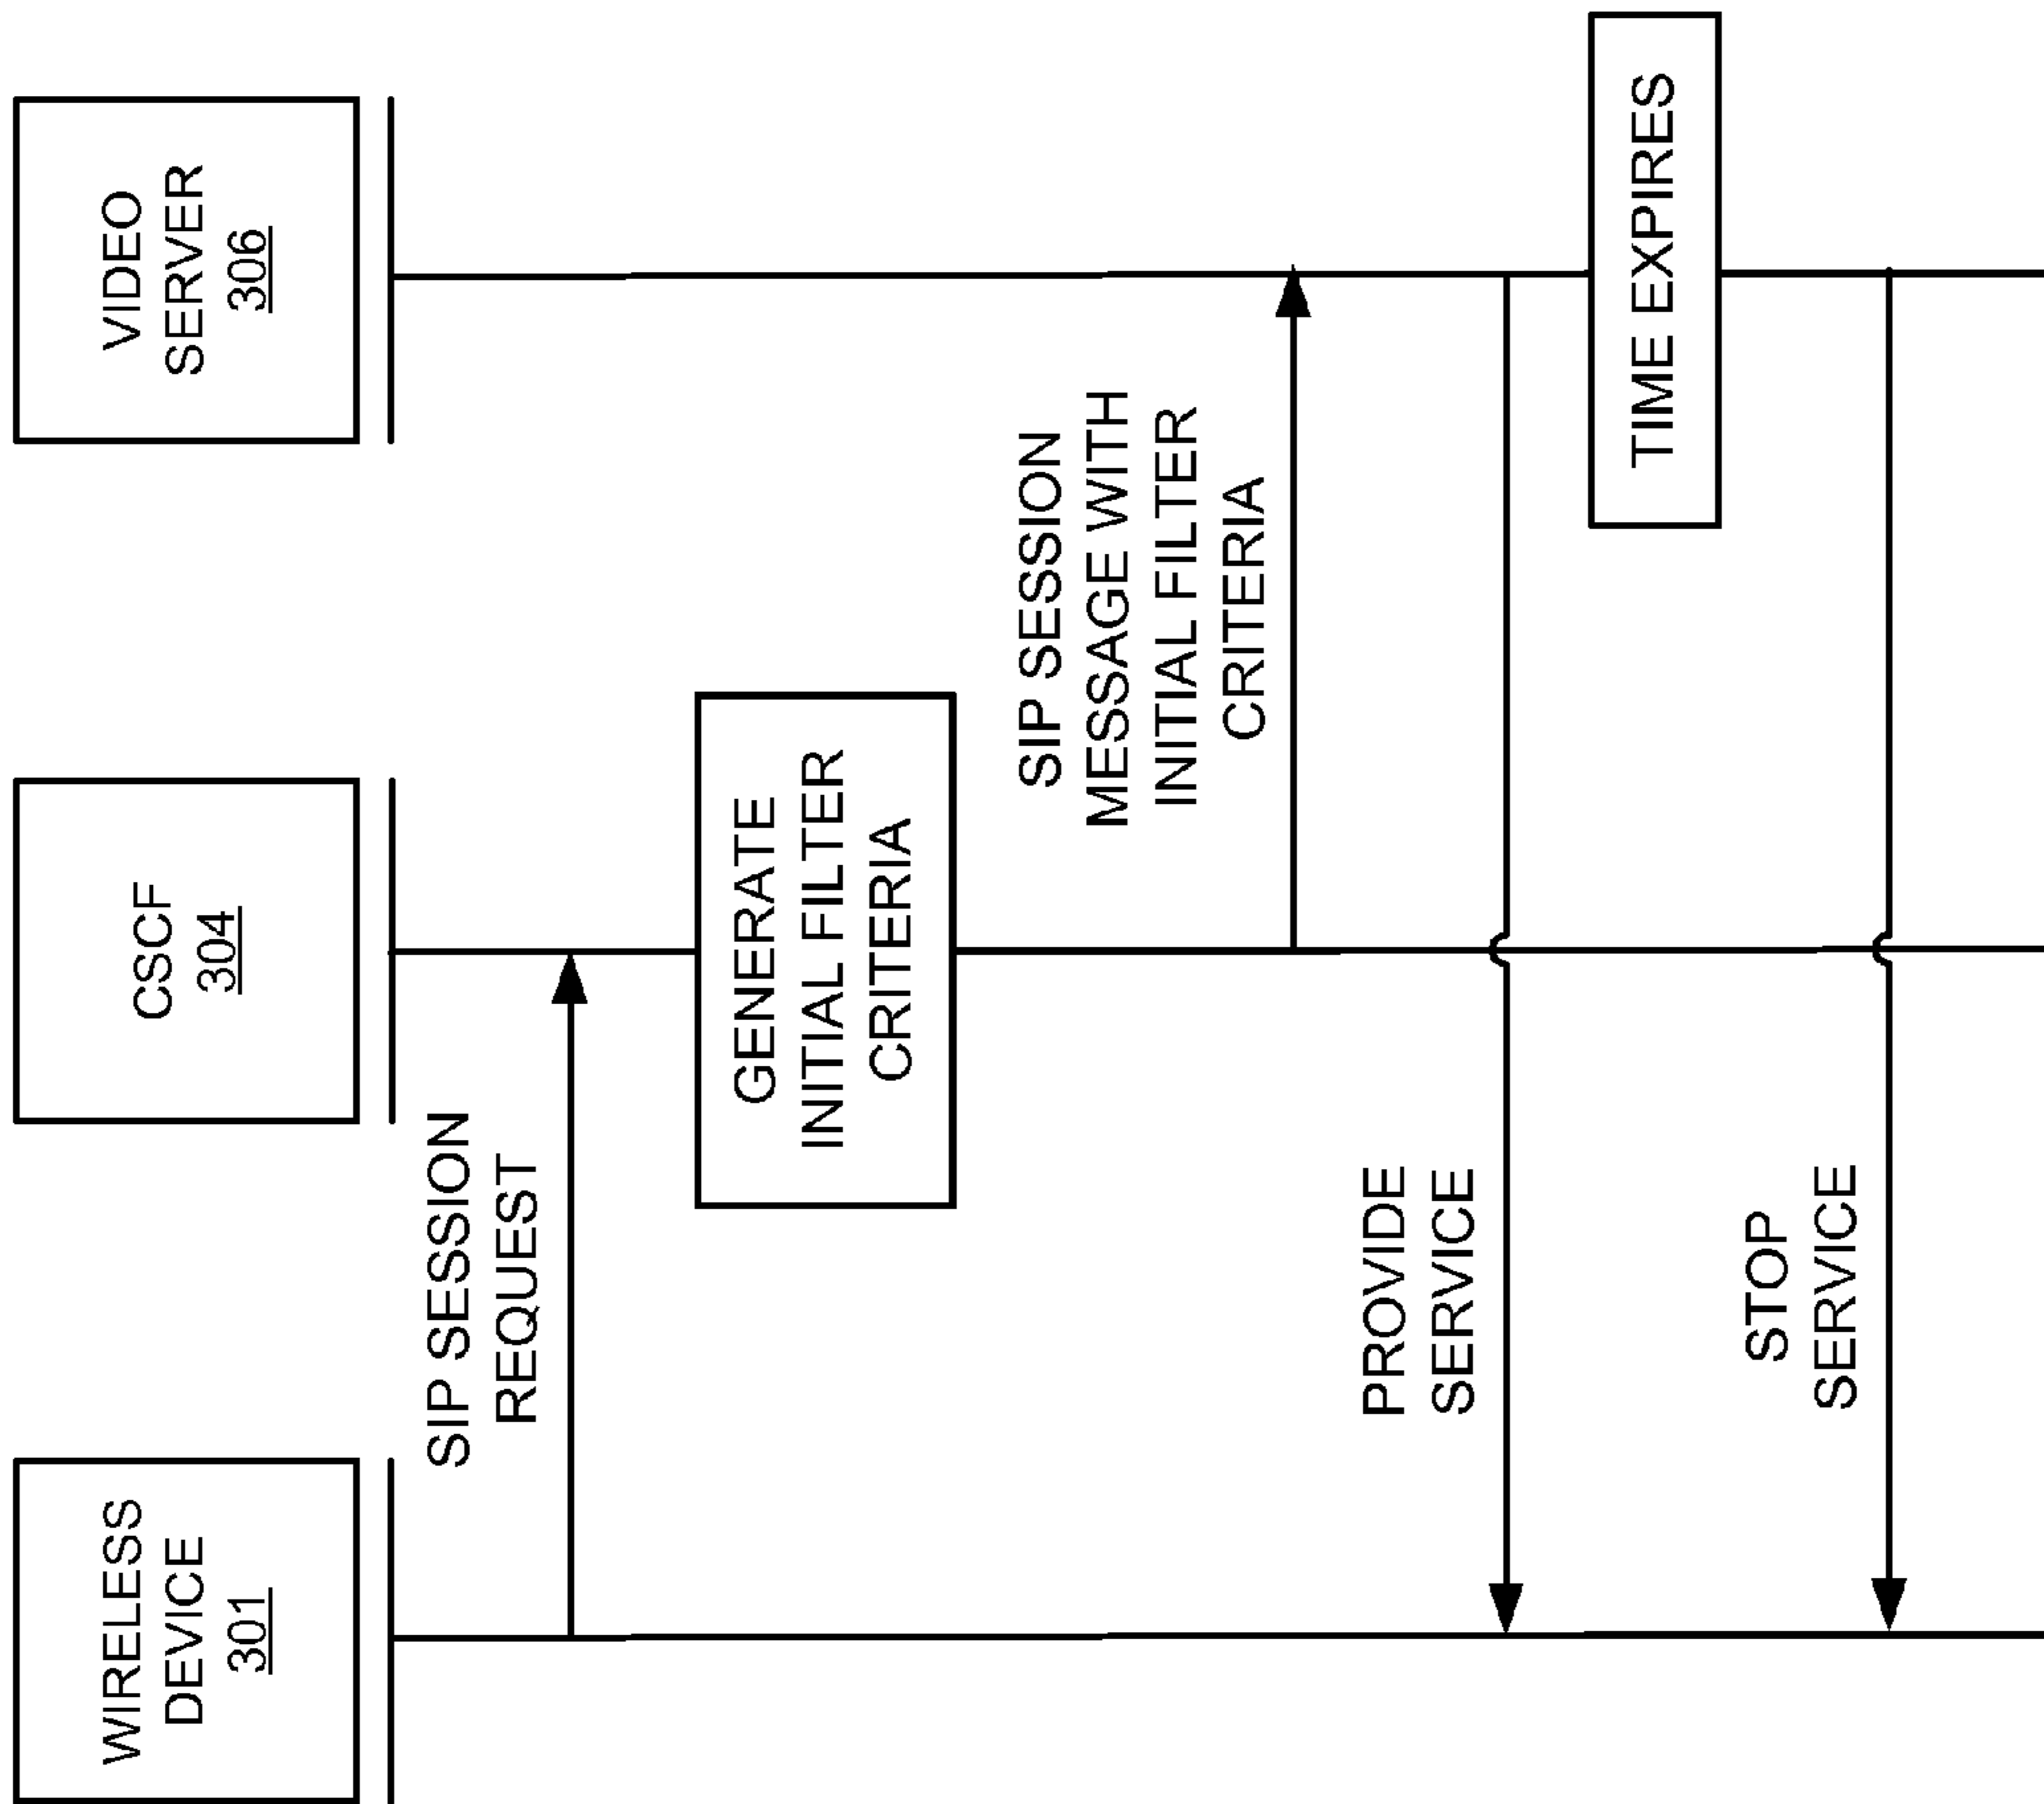 WIRELESS
DEVICE
301
CSCF
304
VIDEO
SERVER
306
SIP SESSION
REQUEST
GENERATE
INITIAL FILTER
CRITERIA
SIP SESSION
MESSAGE WITH
INITIAL FILTER
CRITERIA
PROVIDE
SERVICE
TIME EXPIRES
STOP
SERVICE